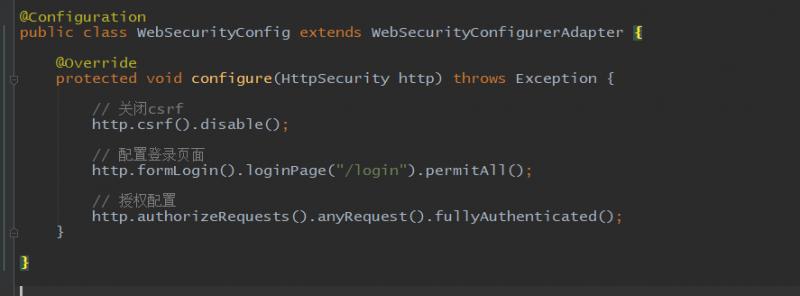 @Configuration
public class WebSecurityConfig extends WebSecurityConfigurerAdapter {
@Override
protected void configure(HttpSecurity http) throws Exception {
// 关闭csrf
http.csrf().disable();
// 配置登录页面
http.formLogin().loginPage("/login").permitAll();
// 授权配置
http.authorizeRequests().anyRequest().fullyAuthenticated();
}
}